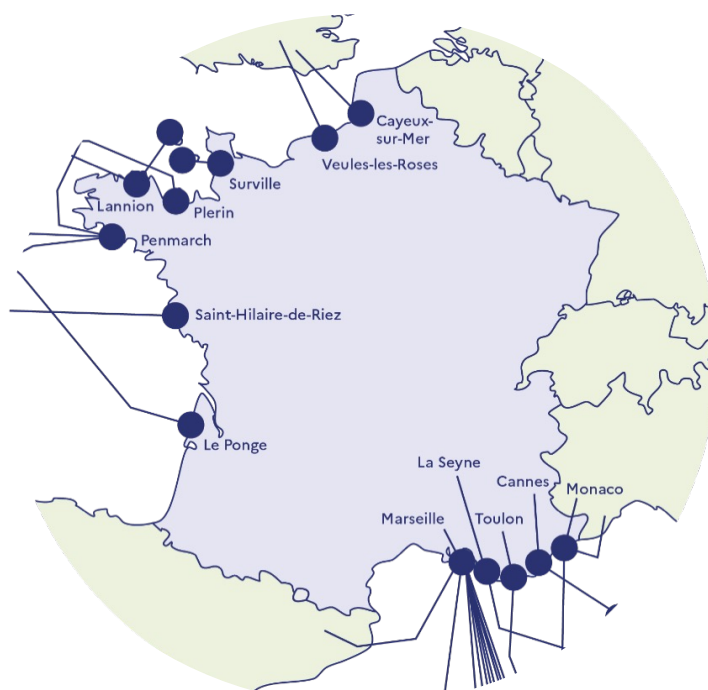 Cayeux-
sur-Mer
Veules-les-Roses
Surville
Lannion
Plerin
Penmarch
Saint-Hilaire-de-Riez
Le Ponge
La Seyne
Cannes
Monaco
Marseille
Toulon